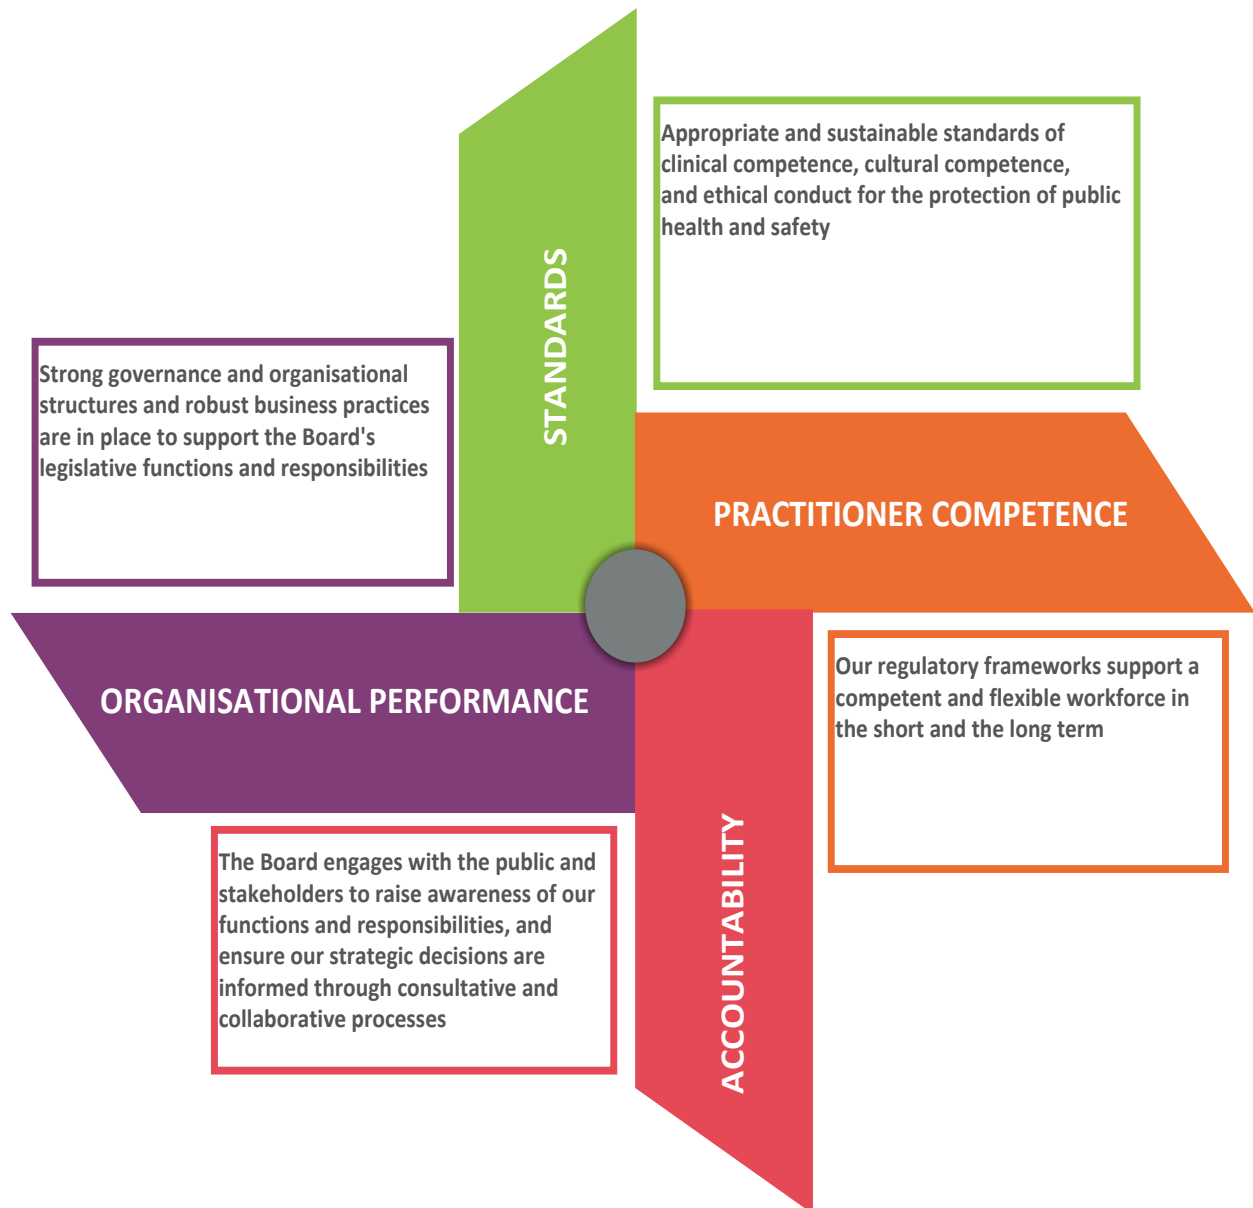 STANDARDS
Appropriate and sustainable standards of
clinical competence, cultural competence,
and ethical conduct for the protection of public
health and safety
PRACTITIONER COMPETENCE
Our regulatory frameworks support a
competent and flexible workforce in
the short and the long term
ACCOUNTABILITY
The Board engages with the public and
stakeholders to raise awareness of our
functions and responsibilities, and
ensure our strategic decisions are
informed through consultative and
collaborative processes
ORGANISATIONAL PERFORMANCE
Strong governance and organisational
structures and robust business practices
are in place to support the Board's
legislative functions and responsibilities